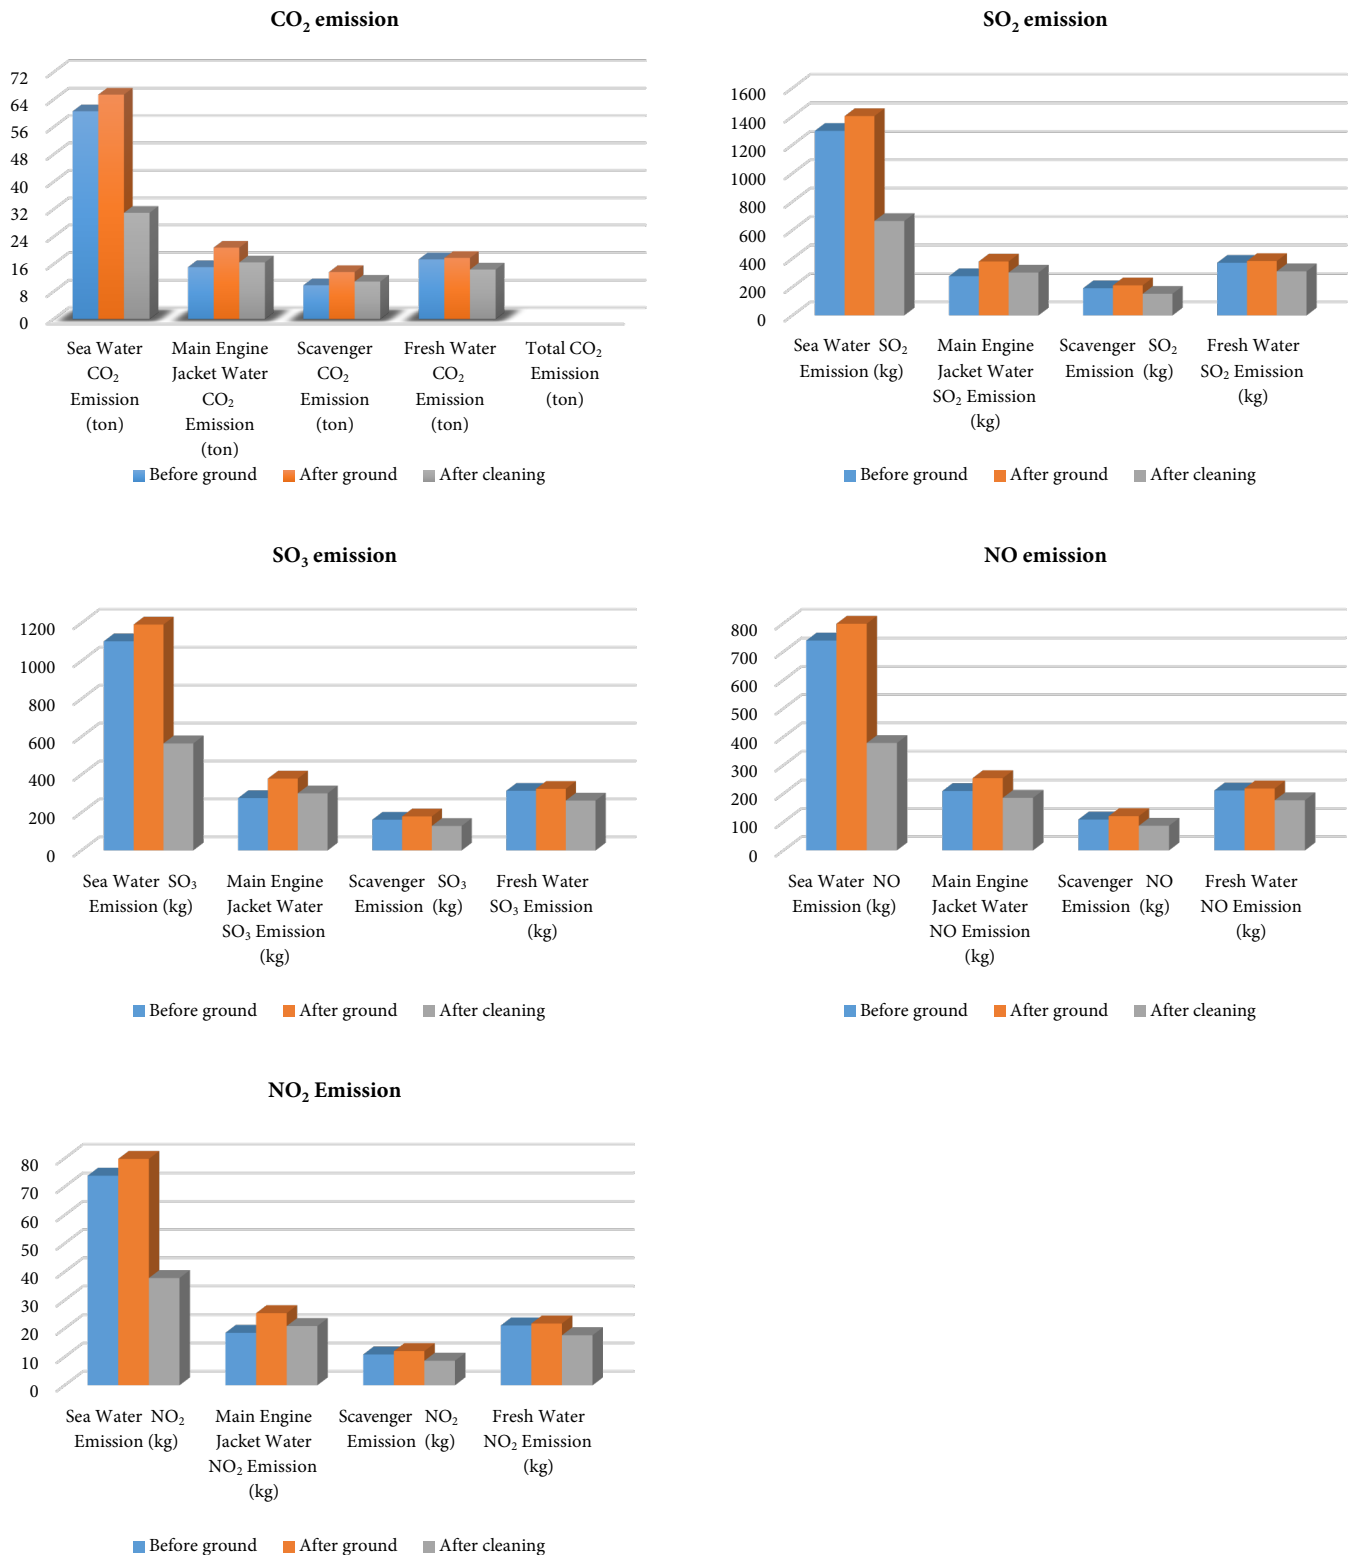 CO₂ emission
72
64
56
48
40
32
24
16
8
0
Sea Water
CO₂
Emission
(ton)
Main Engine
Jacket Water
CO₂
Emission
(ton)
Scavenger
CO₂
Emission
(ton)
Fresh Water
CO₂
Emission
(ton)
Total CO₂
Emission
(ton)
Before ground After ground After cleaning
SO₂ emission
1600
1400
1200
1000
800
600
400
200
0
Sea Water SO₂
Emission (kg)
Main Engine
Jacket Water
SO₂ Emission
(kg)
Scavenger SO₂
Emission (kg)
Fresh Water
SO₂ Emission
(kg)
Before ground After ground After cleaning
SO₃ emission
1200
1000
800
600
400
200
0
Sea Water SO₃
Emission (kg)
Main Engine
Jacket Water
SO₃ Emission
(kg)
Scavenger SO₃
Emission (kg)
Fresh Water
SO₃ Emission
(kg)
Before ground After ground After cleaning
NO emission
800
700
600
500
400
300
200
100
0
Sea Water NO
Emission (kg)
Main Engine
Jacket Water
NO Emission
(kg)
Scavenger NO
Emission (kg)
Fresh Water
NO Emission
(kg)
Before ground After ground After cleaning
NO₂ Emission
80
70
60
50
40
30
20
10
0
Sea Water NO₂
Emission (kg)
Main Engine
Jacket Water
NO₂ Emission
(kg)
Scavenger NO₂
Emission (kg)
Fresh Water
NO₂ Emission
(kg)
Before ground After ground After cleaning